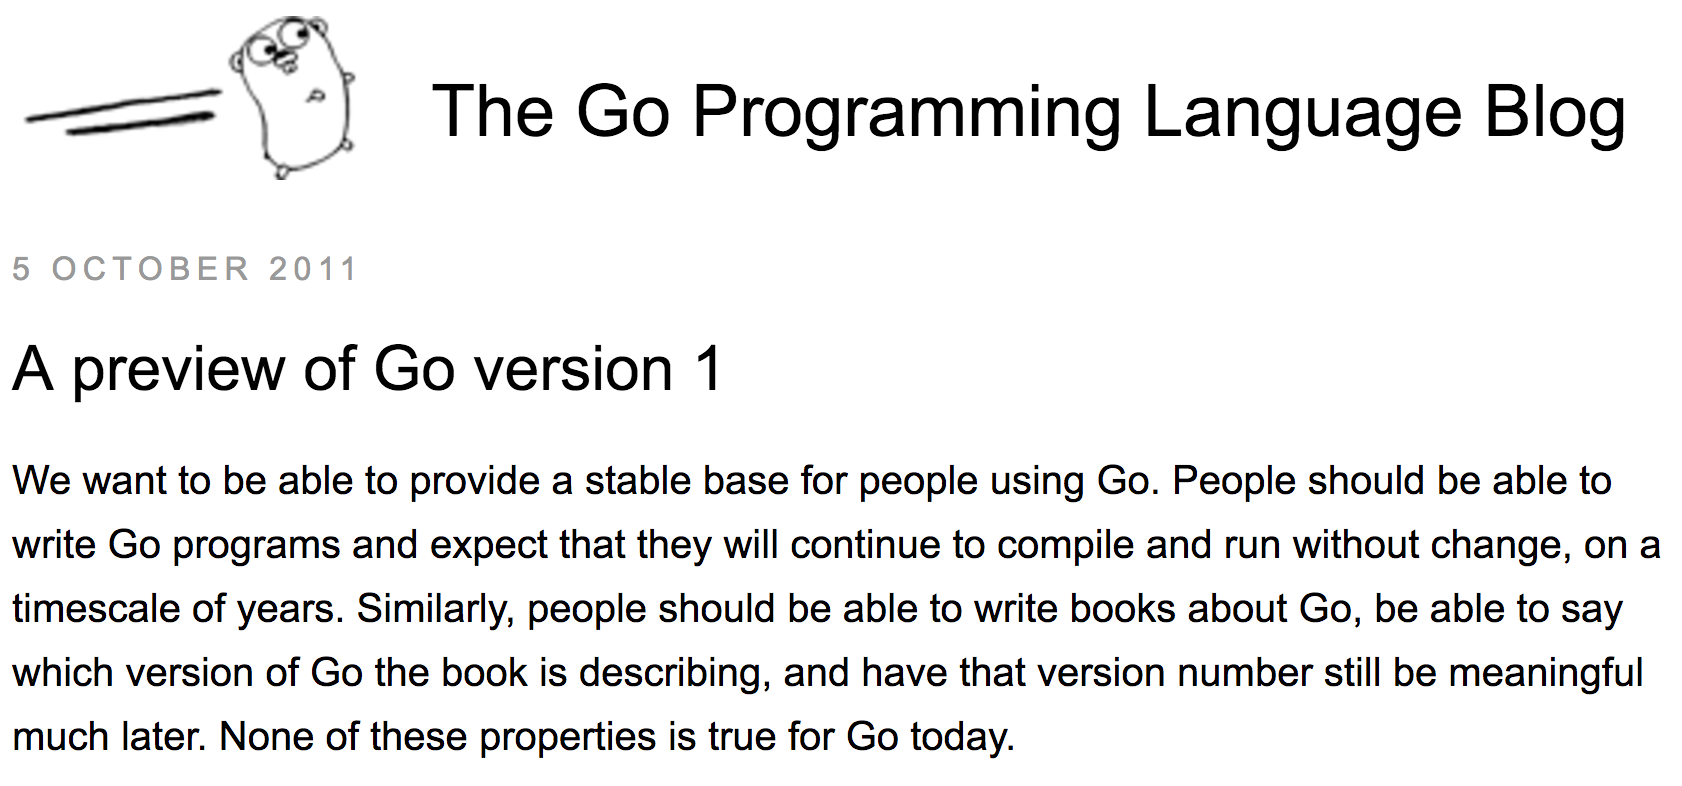 The Go Programming Language Blog
5 OCTOBER 2011
A preview of Go version 1
We want to be able to provide a stable base for people using Go. People should be able to
write Go programs and expect that they will continue to compile and run without change, on a
timescale of years. Similarly, people should be able to write books about Go, be able to say
which version of Go the book is describing, and have that version number still be meaningful
much later. None of these properties is true for Go today.